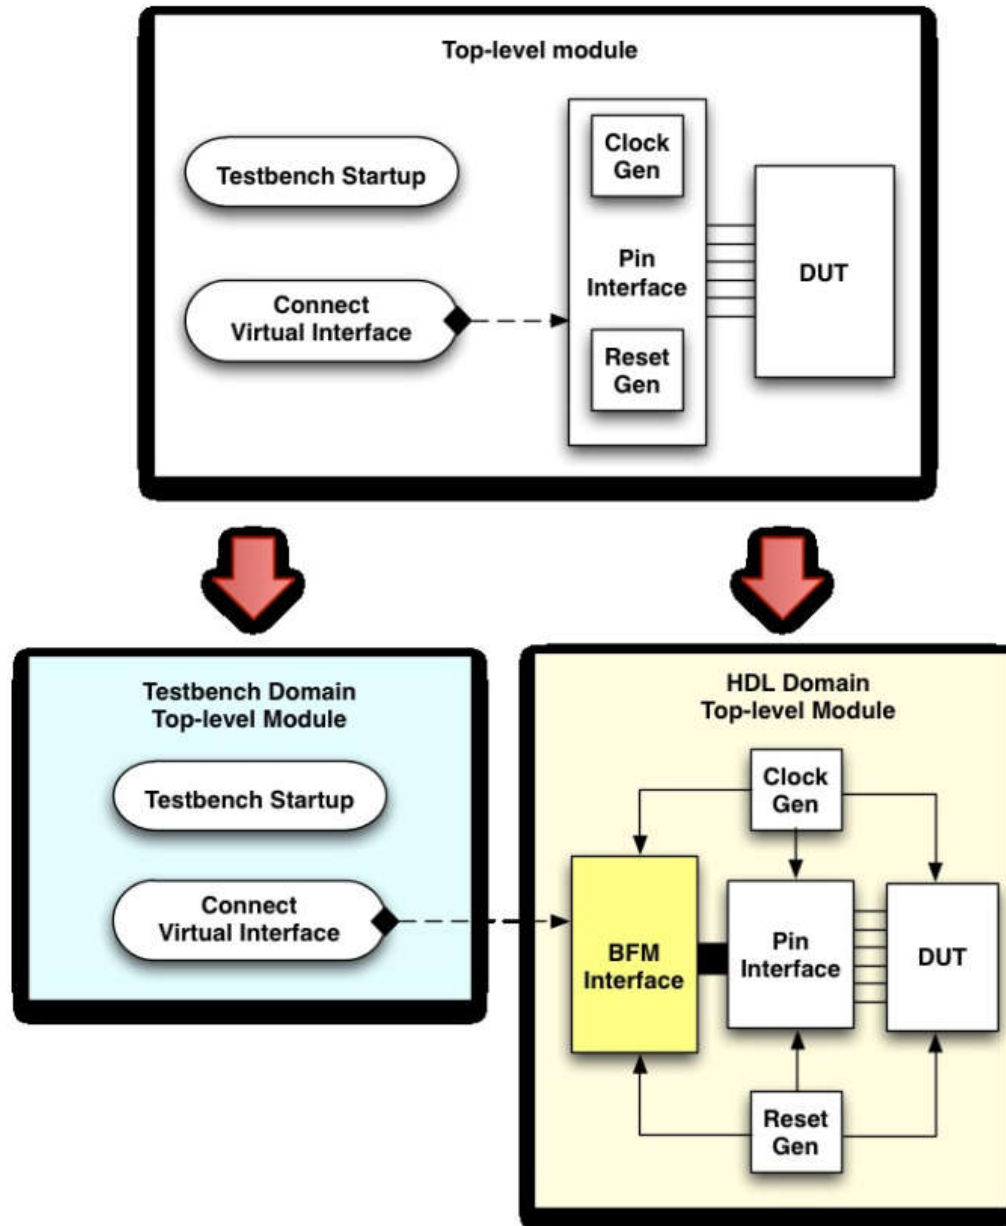 Top-level module
Testbench Startup
Connect
Virtual Interface
Clock
Gen
Pin
Interface
Reset
Gen
DUT
Testbench Domain
Top-level Module
Testbench Startup
Connect
Virtual Interface
HDL Domain
Top-level Module
Clock
Gen
BFM
Interface
Pin
Interface
DUT
Reset
Gen